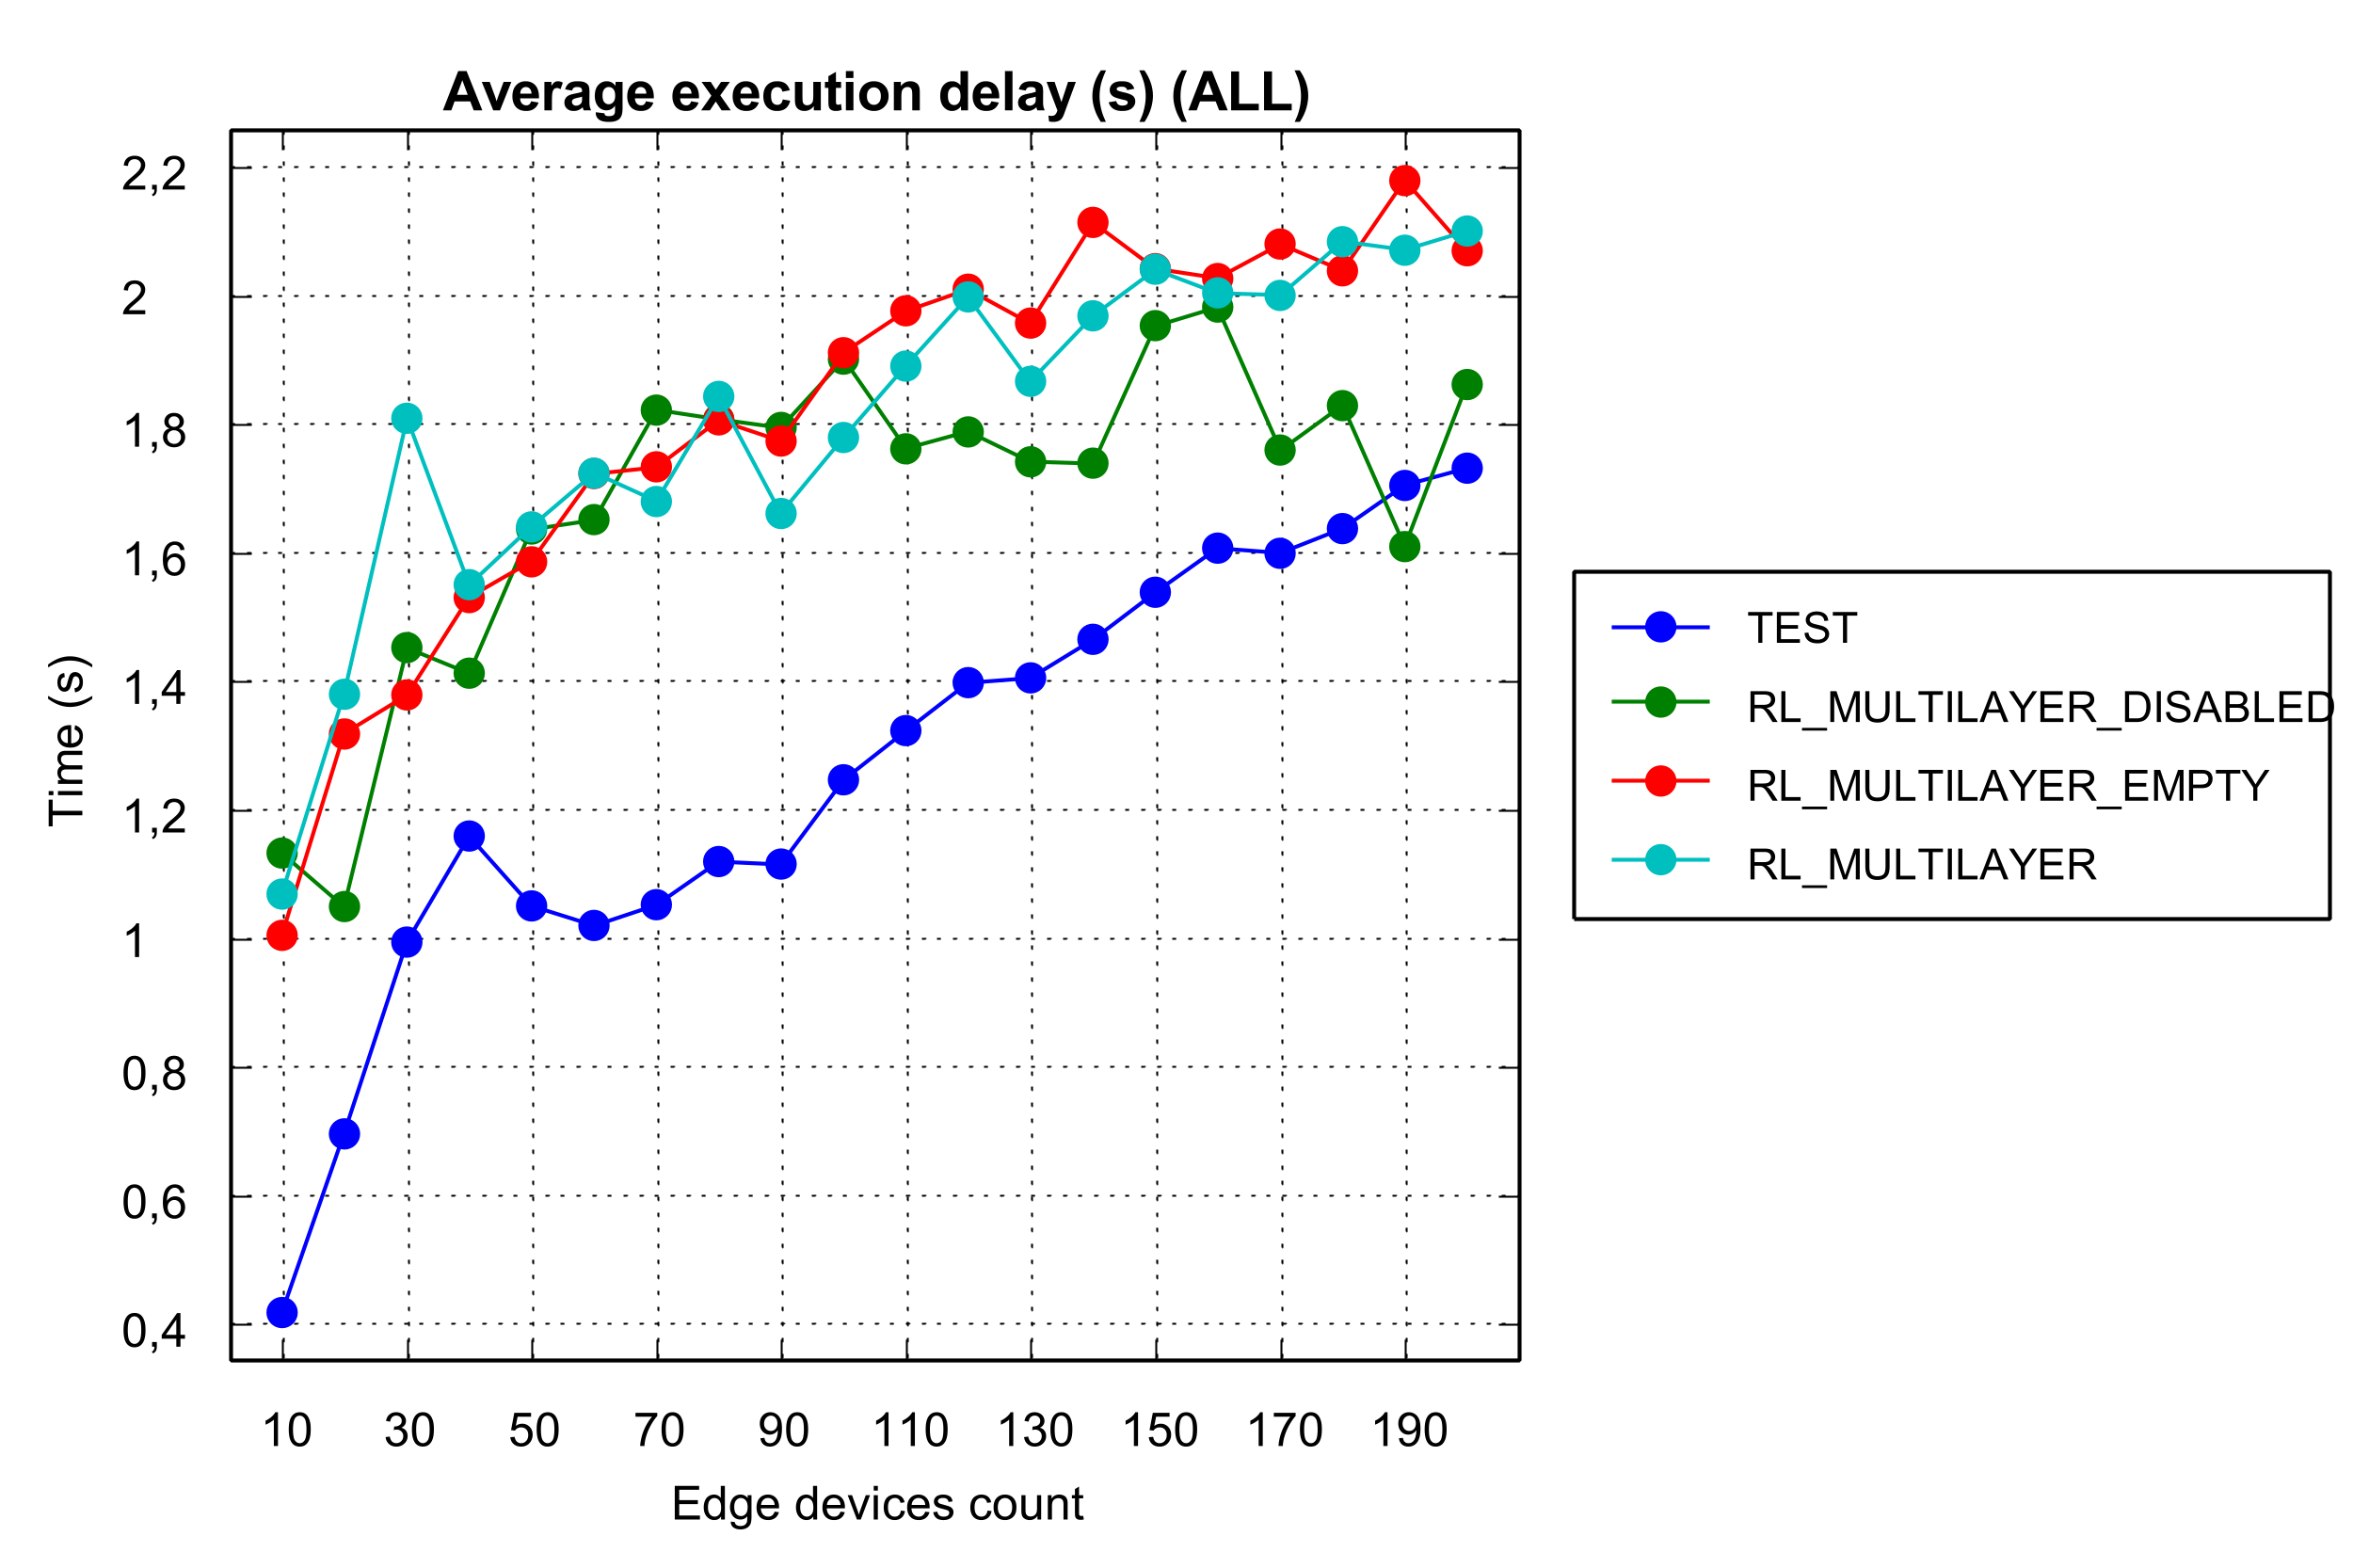 Average execution delay (s) (ALL)
2,2
2
1,8
1,6
1,4
1,2
1
0,8
0,6
0,4
Time (s)
10 30 50 70 90 110 130 150 170 190
Edge devices count
TEST
RL_MULTILAYER_DISABLED
RL_MULTILAYER_EMPTY
RL_MULTILAYER